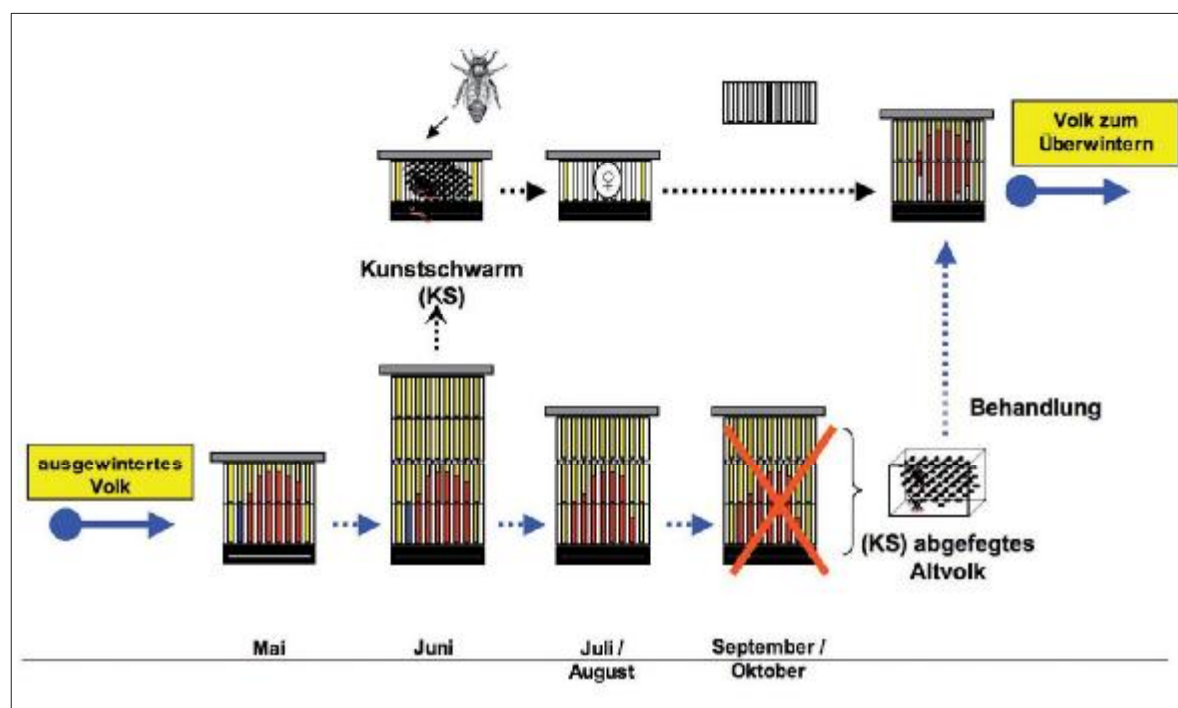 Volk zum
Überwintern
Kunstschwarm
(KS)
Behandlung
ausgewintertes
Volk
(KS) abgefegtes
Altvolk
Mai
Juni
Juli /
August
September /
Oktober